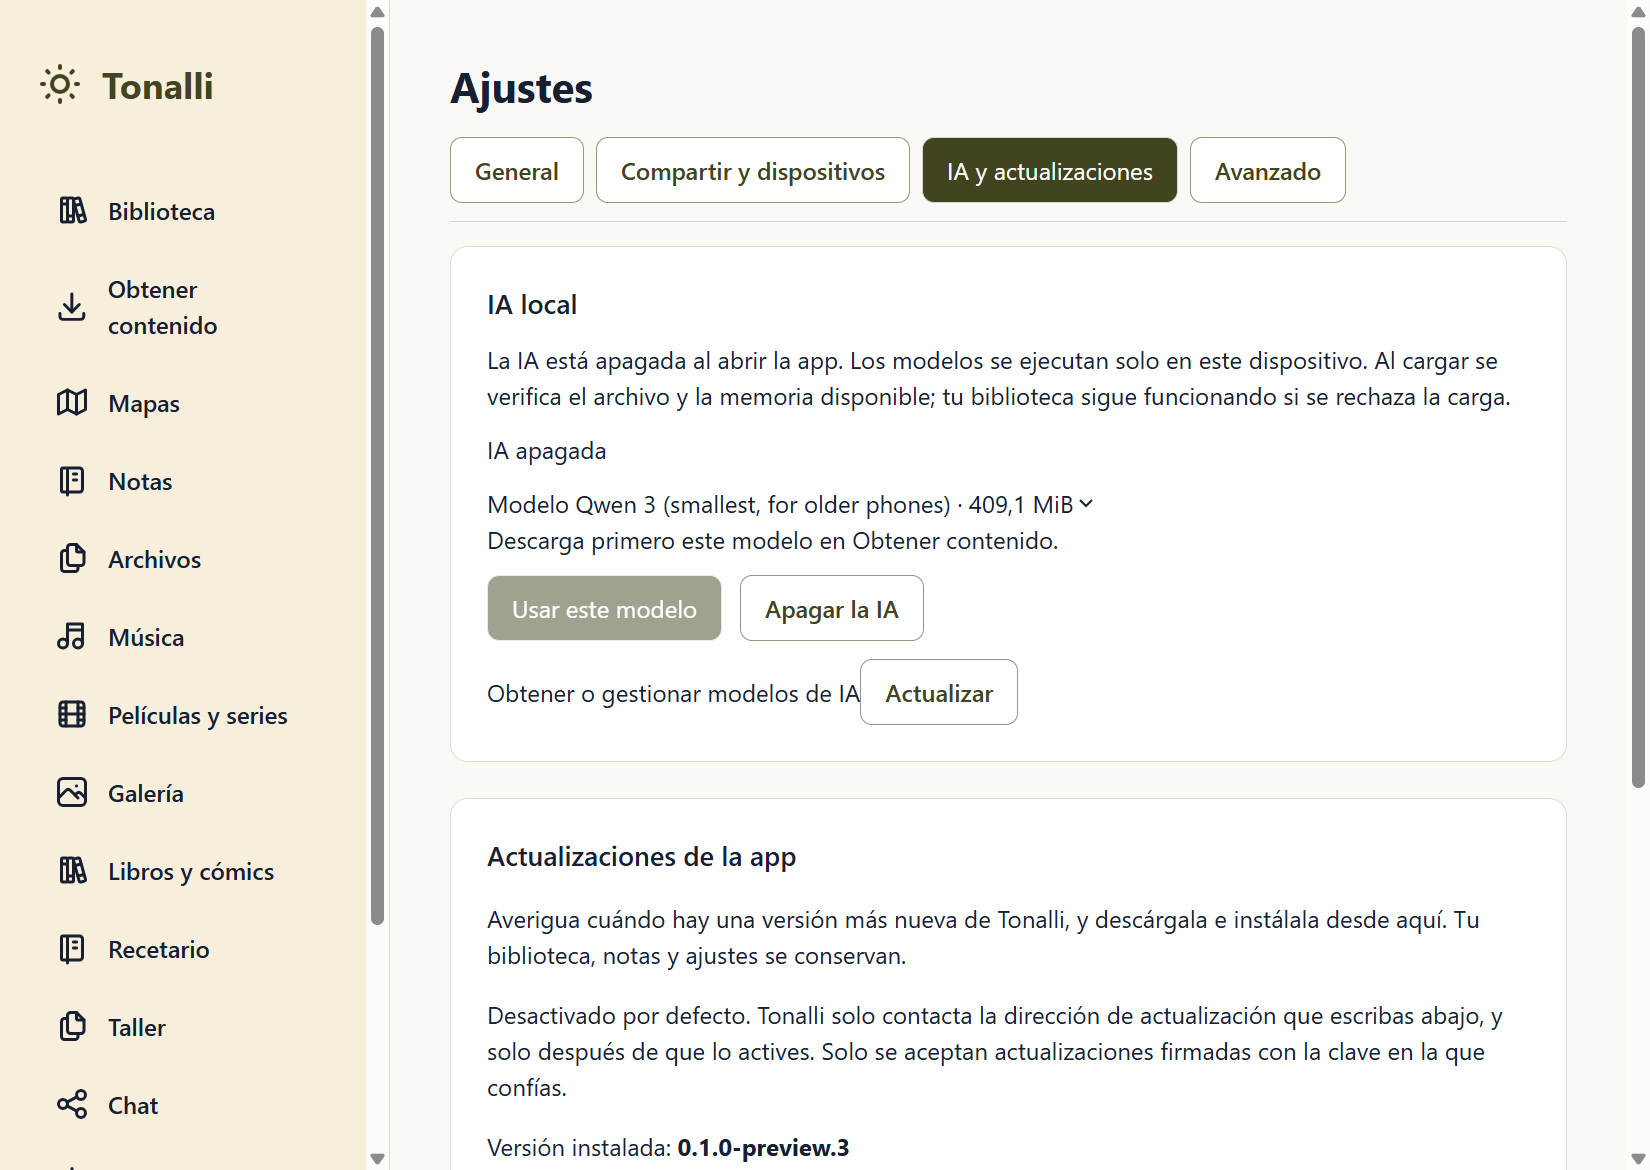 Tonalli
Biblioteca
Obtener
contenido
Mapas
Notas
Archivos
Música
Películas y series
Galería
Libros y cómics
Recetario
Taller
Chat
Ajustes
General
Compartir y dispositivos
IA y actualizaciones
Avanzado
IA local
La IA está apagada al abrir la app. Los modelos se ejecutan solo en este dispositivo. Al cargar se
verifica el archivo y la memoria disponible; tu biblioteca sigue funcionando si se rechaza la carga.
IA apagada
Modelo Qwen 3 (smallest, for older phones) · 409,1 MiB
Descarga primero este modelo en Obtener contenido.
Usar este modelo
Apagar la IA
Obtener o gestionar modelos de IA
Actualizar
Actualizaciones de la app
Averigua cuándo hay una versión más nueva de Tonalli, y descárgala e instálala desde aquí. Tu
biblioteca, notas y ajustes se conservan.
Desactivado por defecto. Tonalli solo contacta la dirección de actualización que escribas abajo, y
solo después de que lo actives. Solo se aceptan actualizaciones firmadas con la clave en la que
confías.
Versión instalada: 0.1.0-preview.3